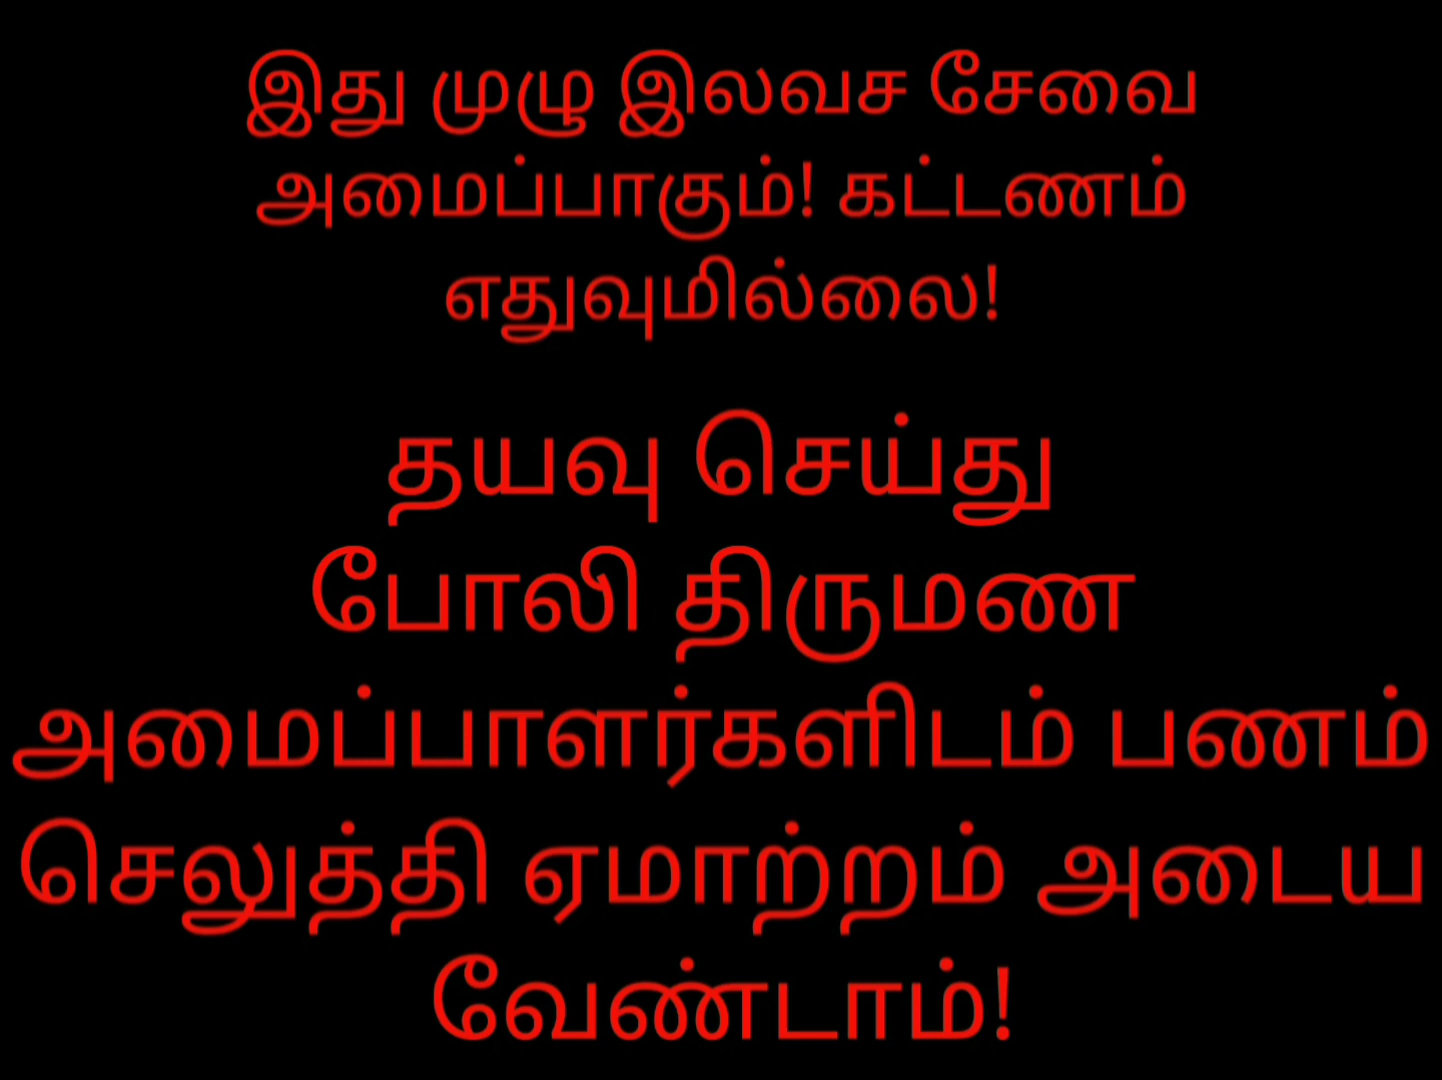 இது முழு இலவச சேவை
அமைப்பாகும்! கட்டணம்
எதுவுமில்லை!
தயவு செய்து
போலி திருமண
அமைப்பாளர்களிடம் பணம்
செலுத்தி ஏமாற்றம் அடைய
வேண்டாம்!